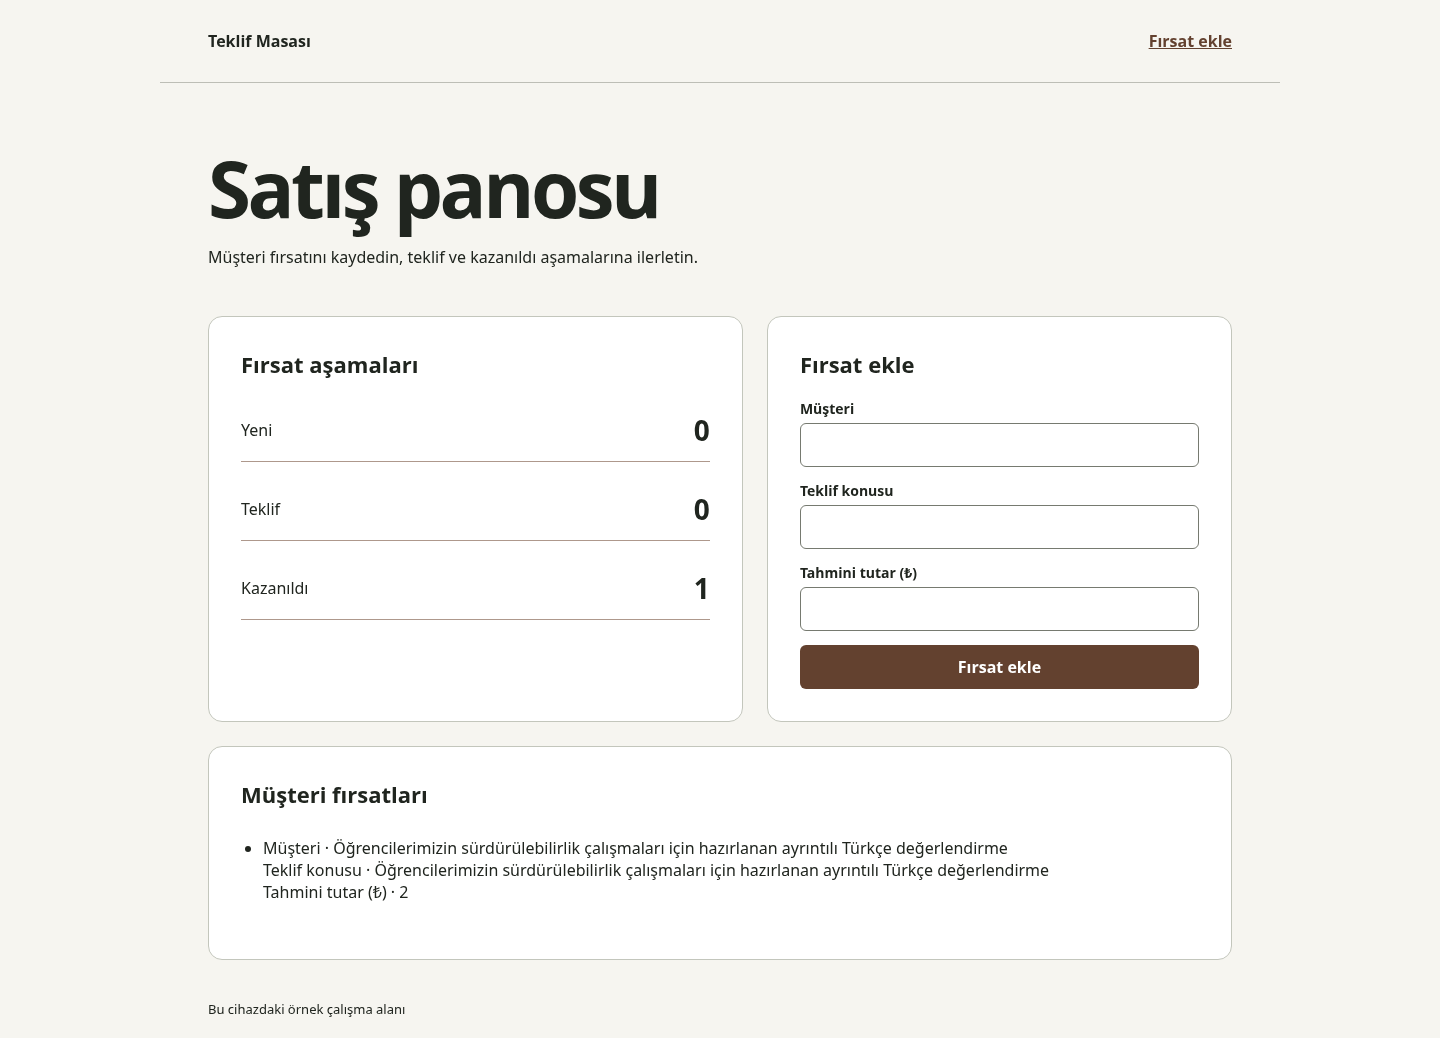 Teklif Masası
Fırsat ekle
Satış panosu
Müşteri fırsatını kaydedin, teklif ve kazanıldı aşamalarına ilerletin.
Fırsat aşamaları
Yeni 0
Teklif 0
Kazanıldı 1
Fırsat ekle
Müşteri
Teklif konusu
Tahmini tutar (₺)
Fırsat ekle
Müşteri fırsatları
• Müşteri · Öğrencilerimizin sürdürülebilirlik çalışmaları için hazırlanan ayrıntılı Türkçe değerlendirme
Teklif konusu · Öğrencilerimizin sürdürülebilirlik çalışmaları için hazırlanan ayrıntılı Türkçe değerlendirme
Tahmini tutar (₺) · 2
Bu cihazdaki örnek çalışma alanı